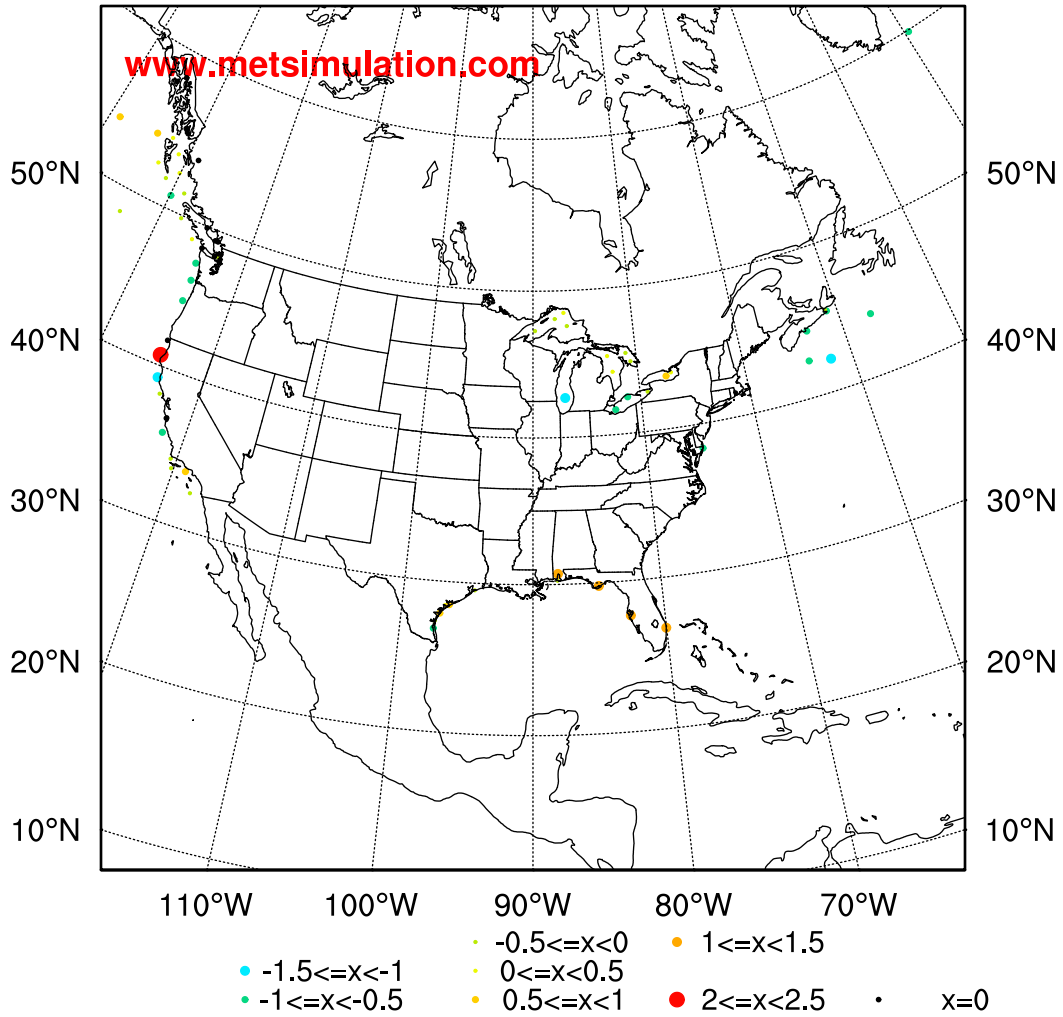 www.metsimulation.com
50°N 50°N
40°N 40°N
30°N 30°N
20°N 20°N
10°N 10°N
110°W 100°W 90°W 80°W 70°W
-0.5<=x<0 1<=x<1.5
-1.5<=x<-1 0<=x<0.5
-1<=x<-0.5 0.5<=x<1 2<=x<2.5 x=0